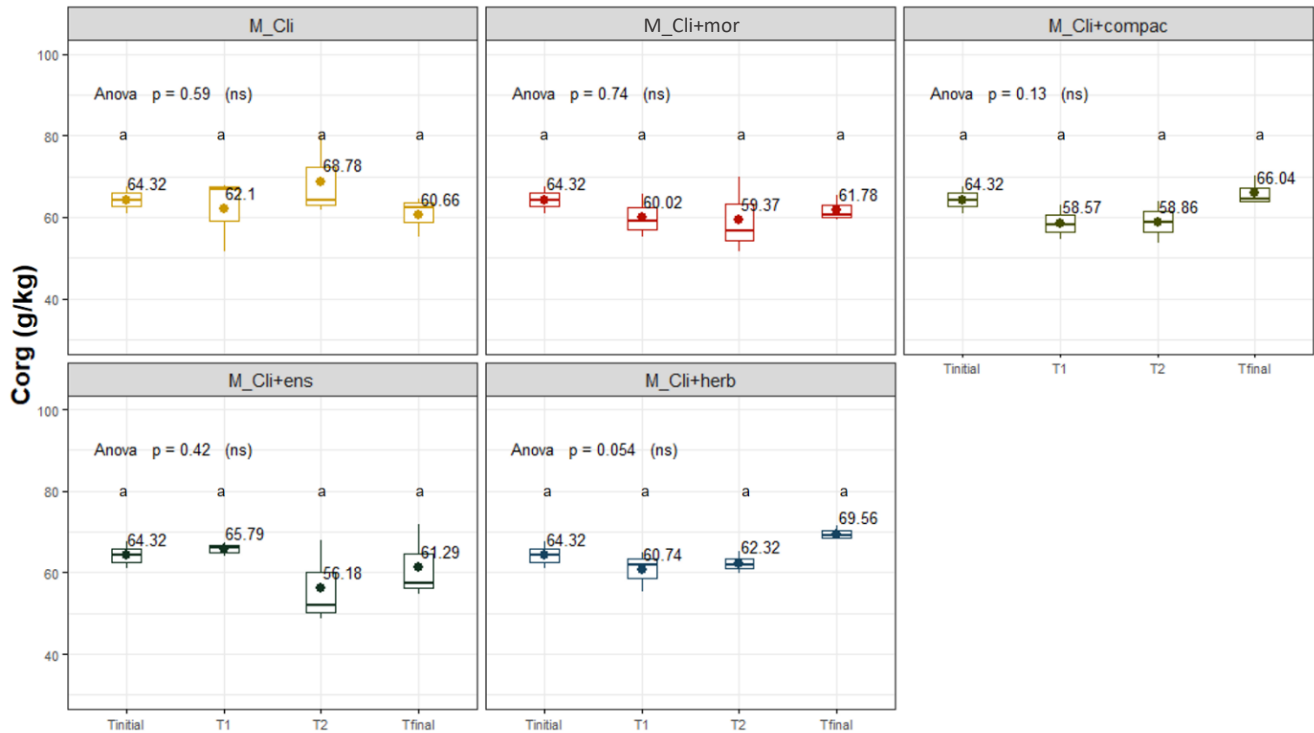 M_Cli
M_Cli+mor
M_Cli+compac
100
80
60
40
Anova p = 0.59 (ns)
a a a a
64.32 62.1 68.78 60.66
Anova p = 0.74 (ns)
a a a a
64.32 60.02 59.37 61.78
Anova p = 0.13 (ns)
a a a a
64.32 58.57 58.86 66.04
Tinitial T1 T2 Tfinal
Corg (g/kg)
M_Cli+ens
M_Cli+herb
100
80
60
40
Anova p = 0.42 (ns)
a a a a
64.32 65.79 56.18 61.29
Anova p = 0.054 (ns)
a a a a
64.32 60.74 62.32 69.56
Tinitial T1 T2 Tfinal
Tinitial T1 T2 Tfinal